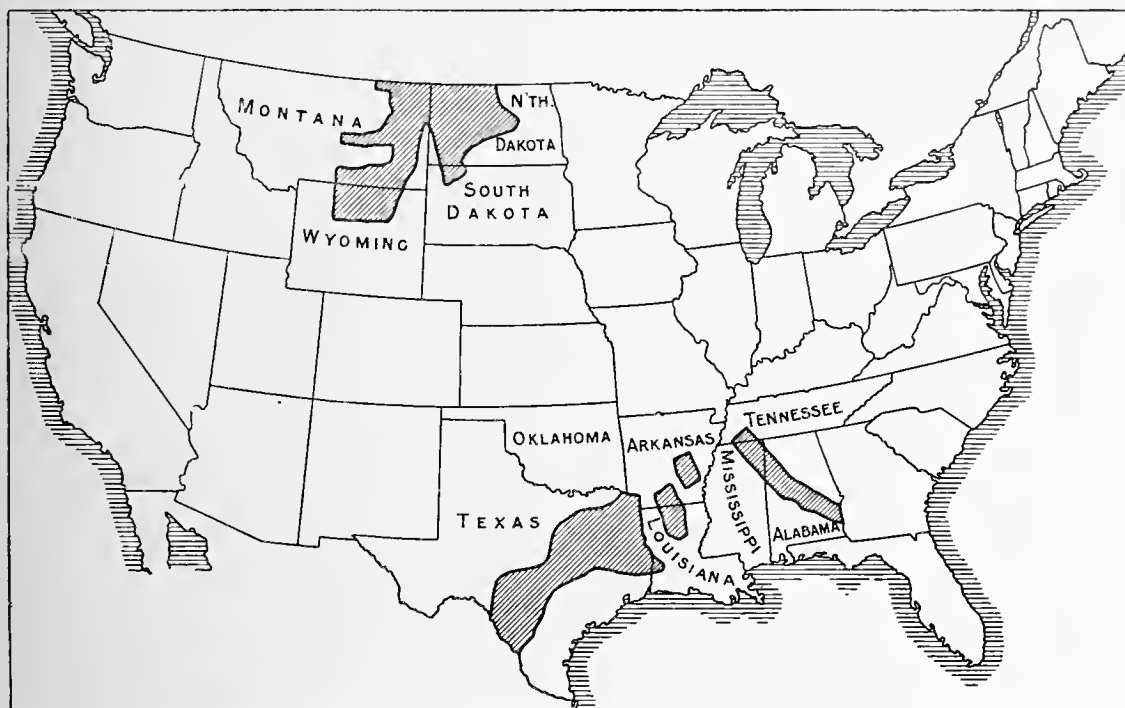 MONTANA
N'TH.
DAKOTA
SOUTH
DAKOTA
WYOMING
TENNESSEE
OKLAHOMA
ARKANSAS
MISSISSIPPI
TEXAS
ALABAMA
LOUISIANA